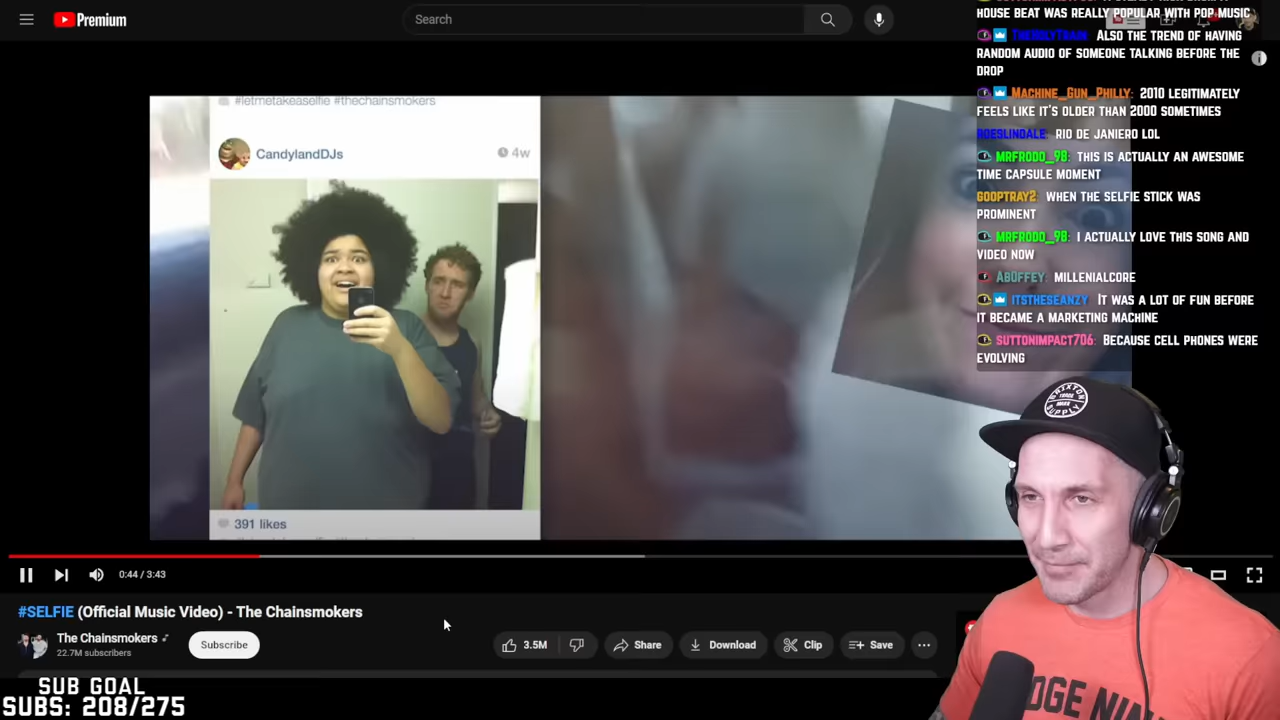 Premium
Search
HOUSE BEAT WAS REALLY POPULAR WITH POP MUSIC
THEHOLYTRAIN ALSO THE TREND OF HAVING
RANDOM AUDIO OF SOMEONE TALKING BEFORE THE
DROP
MACHINE_GUN_PHILLY: 2010 LEGITIMATELY
FEELS LIKE IT'S OLDER THAN 2000 SOMETIMES
ROESLINDALE: RIO DE JANIERO LOL
MRFRODO_98: THIS IS ACTUALLY AN AWESOME
TIME CAPSULE MOMENT
GOOPTRAY2: WHEN THE SELFIE STICK WAS
PROMINENT
MRFRODO_98: I ACTUALLY LOVE THIS SONG AND
VIDEO NOW
ABUFFEY: MILLENIALCORE
ITSTHESEANZY IT WAS A LOT OF FUN BEFORE
IT BECAME A MARKETING MACHINE
SUTTONIMPACT706: BECAUSE CELL PHONES WERE
EVOLVING
#letmetakeaselfie #thechainsmokers
CandylandDJs
4w
391 likes
BRIXTON
SUPPLY
0:44 / 3:43
#SELFIE (Official Music Video) - The Chainsmokers
The Chainsmokers
22.7M subscribers
Subscribe
3.5M
Share
Download
Clip
Save
SUB GOAL
SUBS: 208/275